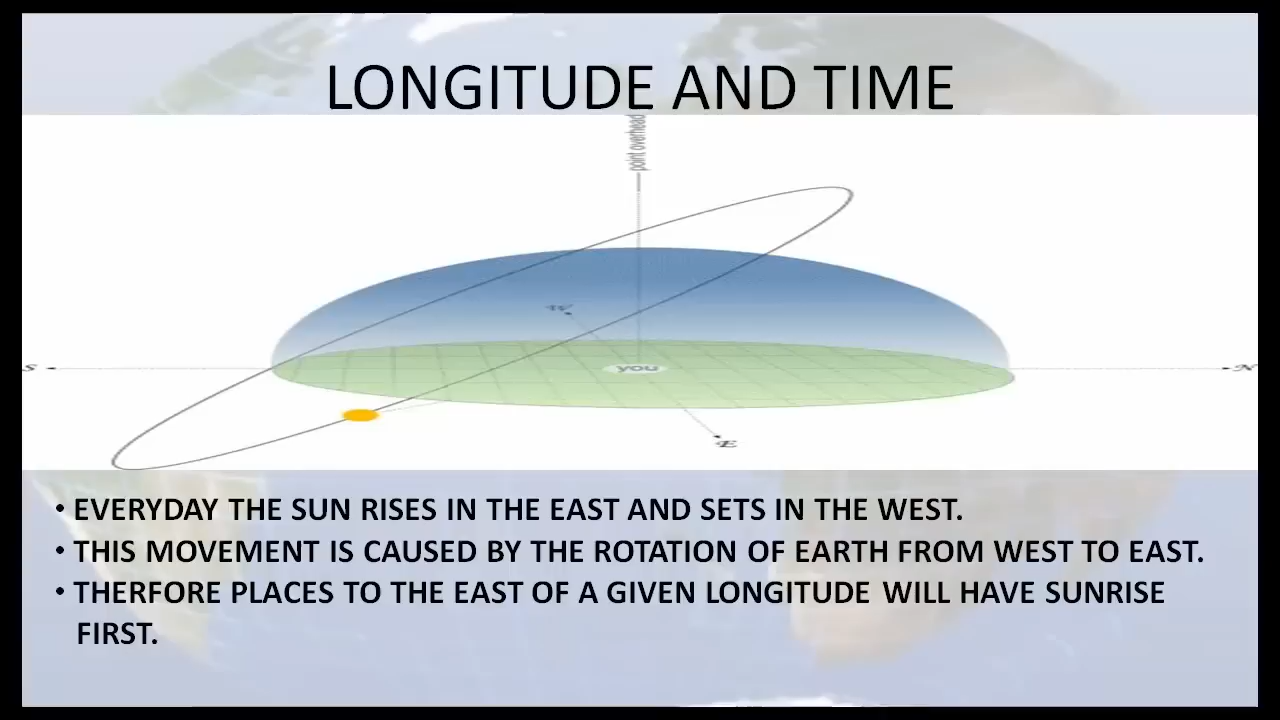 LONGITUDE AND TIME
point overhead
W
S
you
N
E
• EVERYDAY THE SUN RISES IN THE EAST AND SETS IN THE WEST.
• THIS MOVEMENT IS CAUSED BY THE ROTATION OF EARTH FROM WEST TO EAST.
• THERFORE PLACES TO THE EAST OF A GIVEN LONGITUDE WILL HAVE SUNRISE
FIRST.